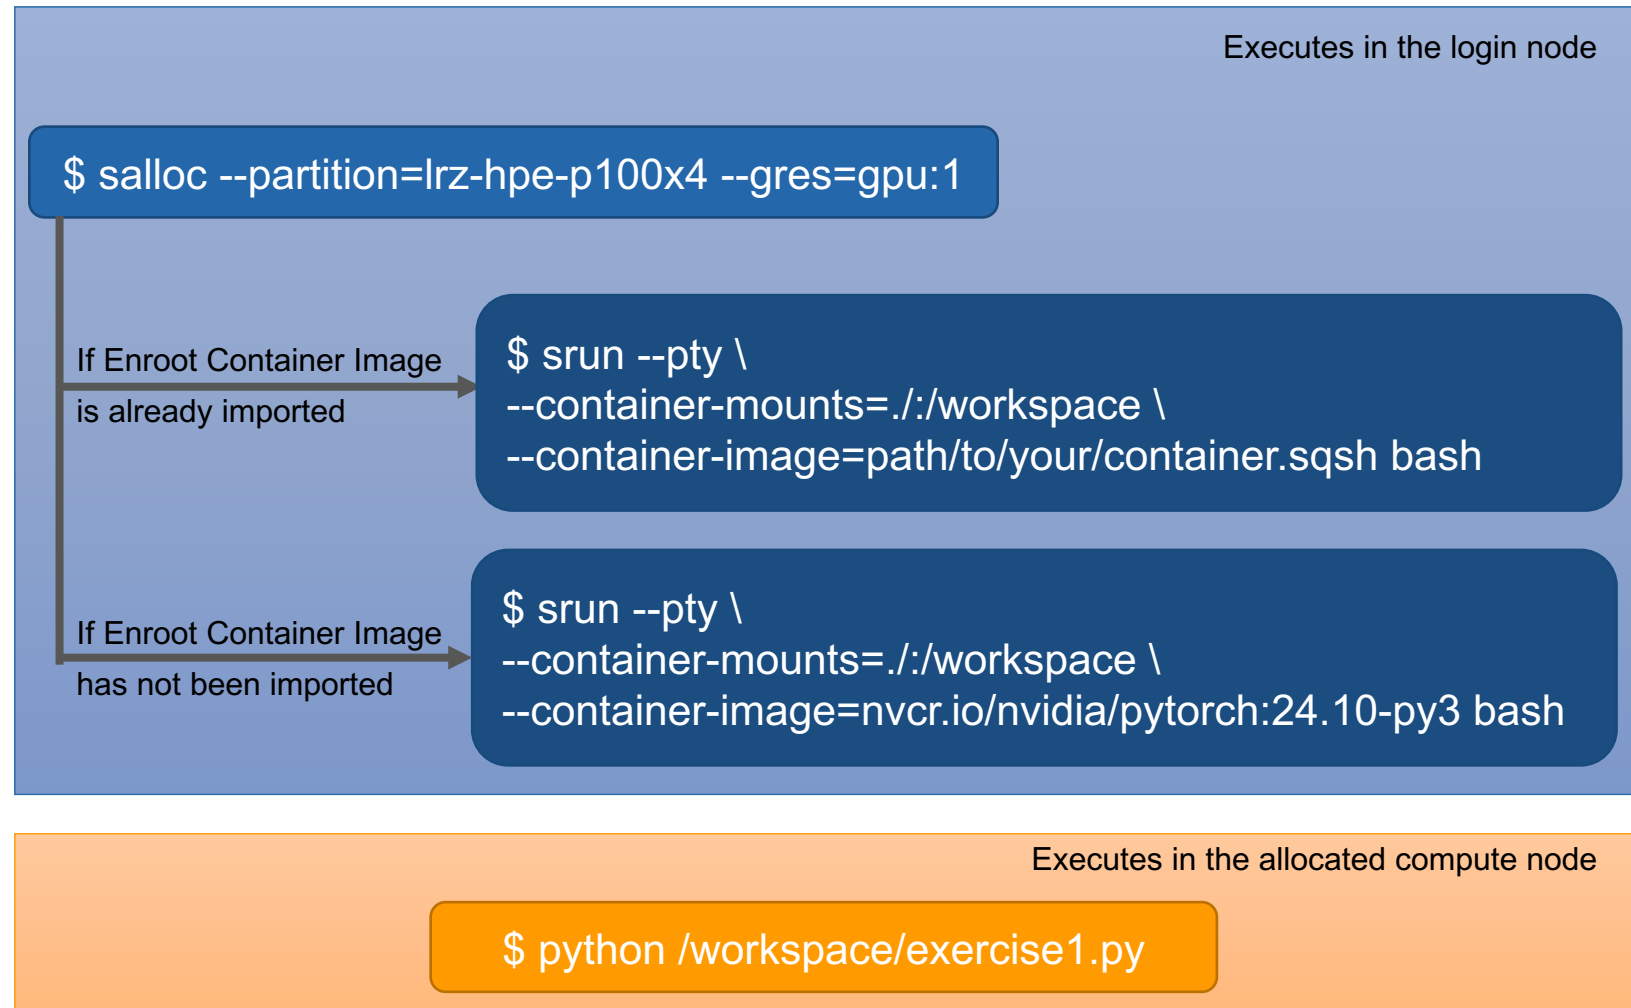 Executes in the login node
$ salloc --partition=lrz-hpe-p100x4 --gres=gpu:1
If Enroot Container Image
is already imported
$ srun --pty \
--container-mounts=./:/workspace \
--container-image=path/to/your/container.sqsh bash
If Enroot Container Image
has not been imported
$ srun --pty \
--container-mounts=./:/workspace \
--container-image=nvcr.io/nvidia/pytorch:24.10-py3 bash
Executes in the allocated compute node
$ python /workspace/exercise1.py